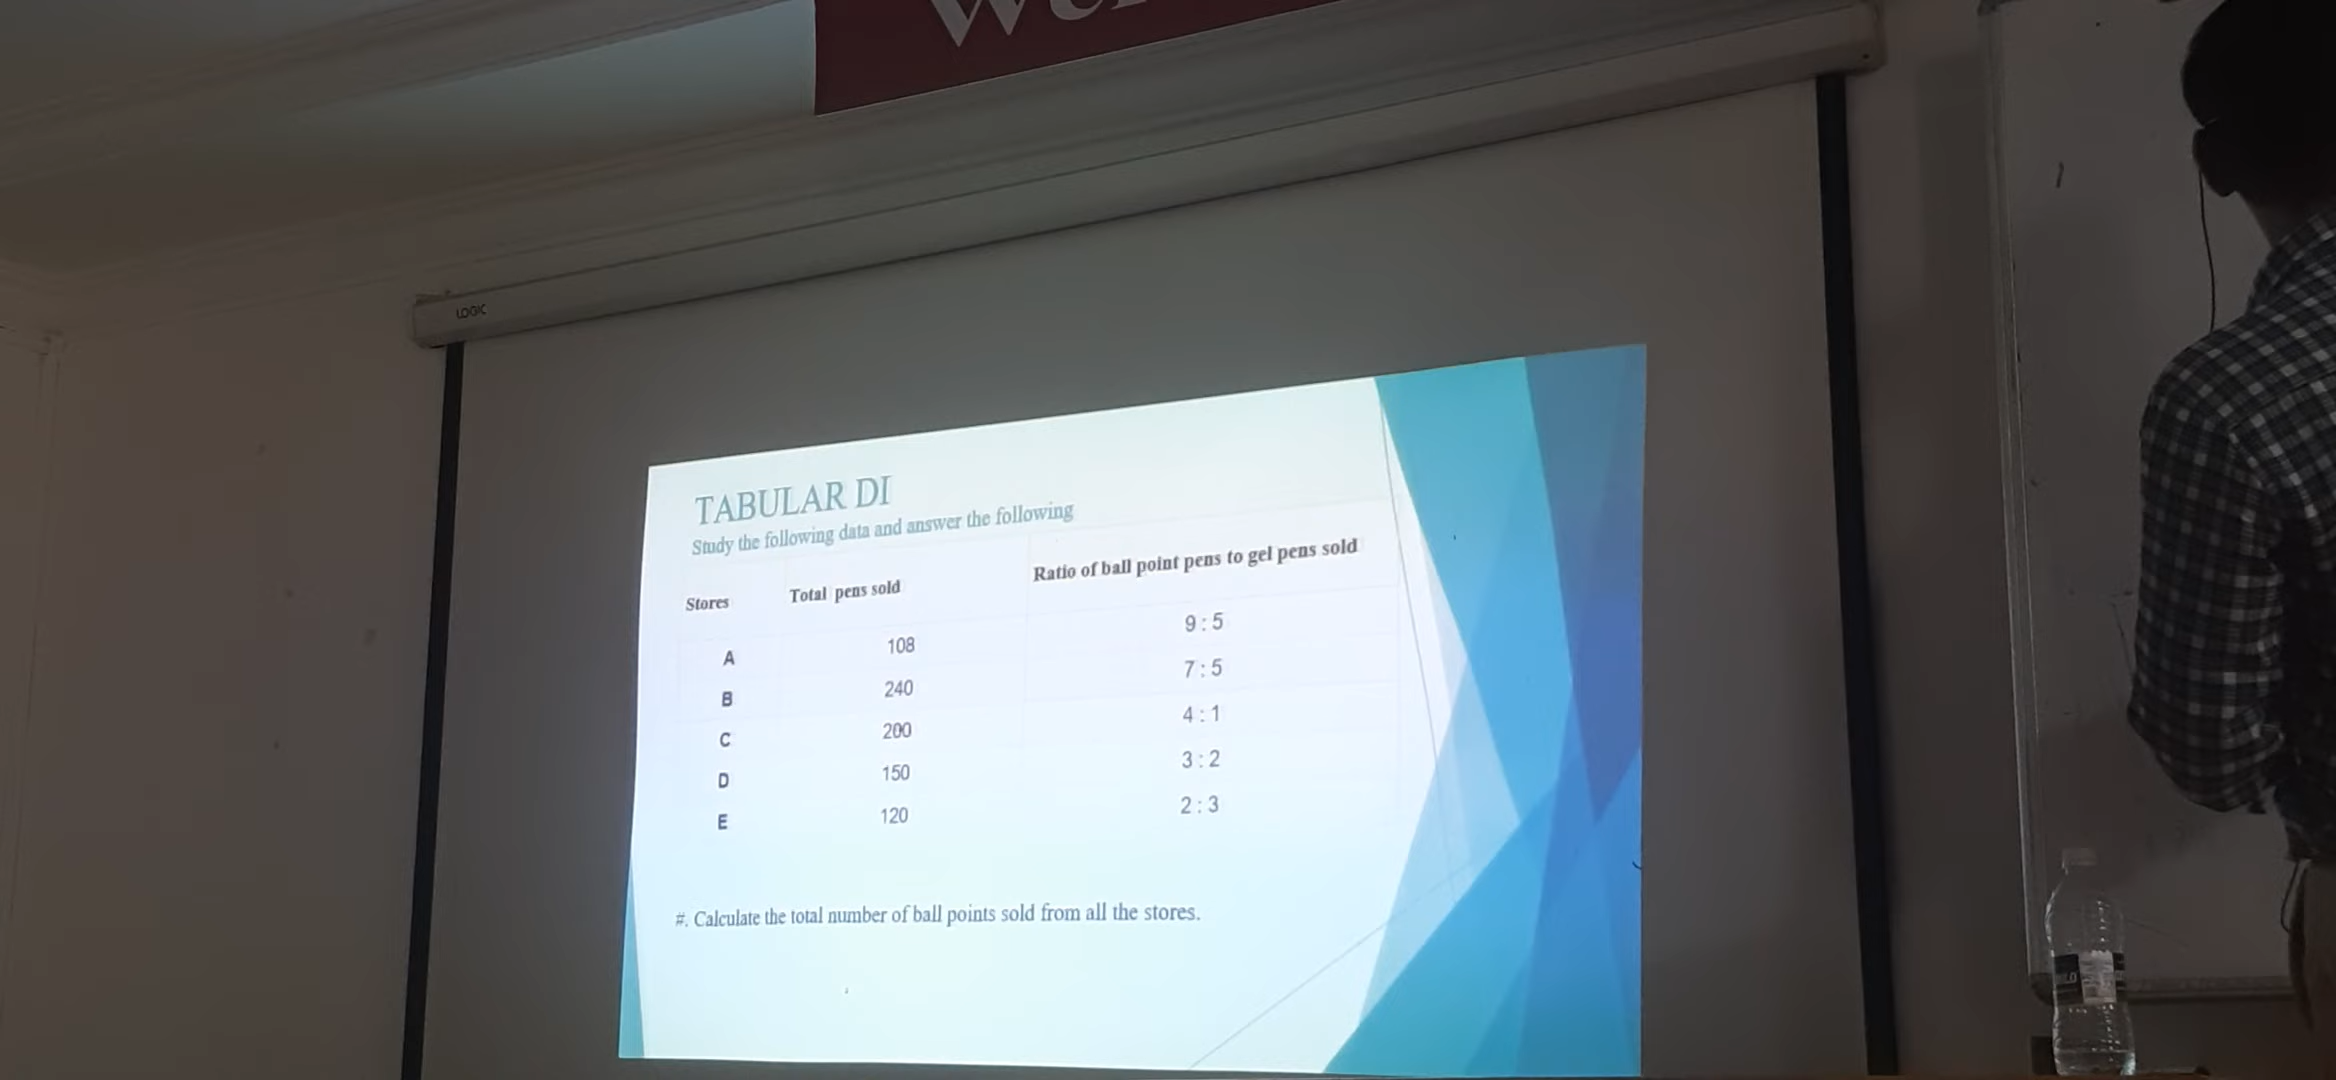 LOGIC
TABULAR DI
Study the following data and answer the following
Stores Total pens sold Ratio of ball point pens to gel pens sold
A 108 9 : 5
B 240 7 : 5
C 200 4 : 1
D 150 3 : 2
E 120 2 : 3
#. Calculate the total number of ball points sold from all the stores.